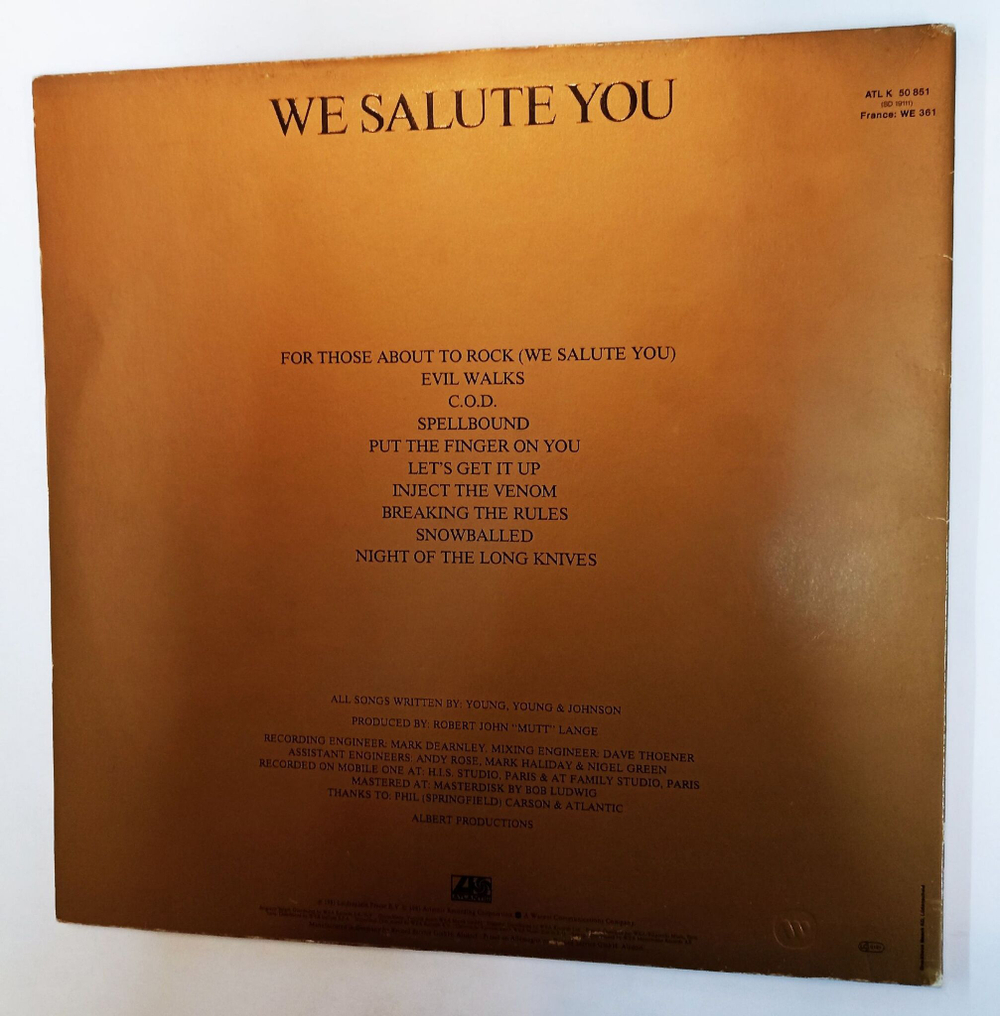 WE SALUTE YOU
ATL K 50 851
(SD 19111)
France: WE 361
FOR THOSE ABOUT TO ROCK (WE SALUTE YOU)
EVIL WALKS
C.O.D.
SPELLBOUND
PUT THE FINGER ON YOU
LET'S GET IT UP
INJECT THE VENOM
BREAKING THE RULES
SNOWBALLED
NIGHT OF THE LONG KNIVES
ALL SONGS WRITTEN BY: YOUNG, YOUNG & JOHNSON
PRODUCED BY: ROBERT JOHN "MUTT" LANGE
RECORDING ENGINEER: MARK DEARNLEY, MIXING ENGINEER: DAVE THOENER
ASSISTANT ENGINEERS: ANDY ROSE, MARK HALIDAY & NIGEL GREEN
RECORDED ON MOBILE ONE AT: H.I.S. STUDIO, PARIS & AT FAMILY STUDIO, PARIS
MASTERED AT: MASTERDISK BY BOB LUDWIG
THANKS TO: PHIL (SPRINGFIELD) CARSON & ATLANTIC
ALBERT PRODUCTIONS